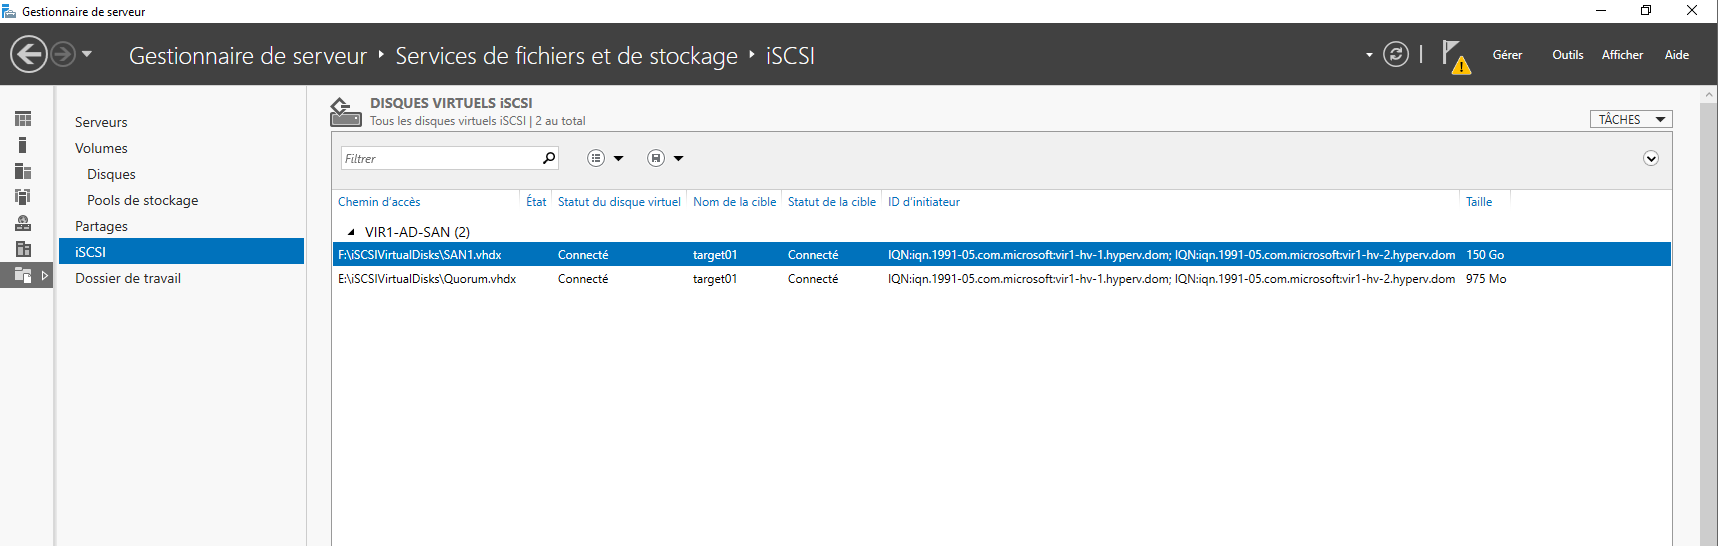 Gestionnaire de serveur
Gestionnaire de serveur ‣ Services de fichiers et de stockage ‣ iSCSI
Gérer Outils Afficher Aide
Serveurs
Volumes
Disques
Pools de stockage
Partages
iSCSI
Dossier de travail
DISQUES VIRTUELS iSCSI
Tous les disques virtuels iSCSI | 2 au total
TÂCHES
Filtrer
Chemin d'accès État Statut du disque virtuel Nom de la cible Statut de la cible ID d'initiateur Taille
VIR1-AD-SAN (2)
F:\iSCSIVirtualDisks\SAN1.vhdx Connecté target01 Connecté IQN:iqn.1991-05.com.microsoft:vir1-hv-1.hyperv.dom; IQN:iqn.1991-05.com.microsoft:vir1-hv-2.hyperv.dom 150 Go
E:\iSCSIVirtualDisks\Quorum.vhdx Connecté target01 Connecté IQN:iqn.1991-05.com.microsoft:vir1-hv-1.hyperv.dom; IQN:iqn.1991-05.com.microsoft:vir1-hv-2.hyperv.dom 975 Mo